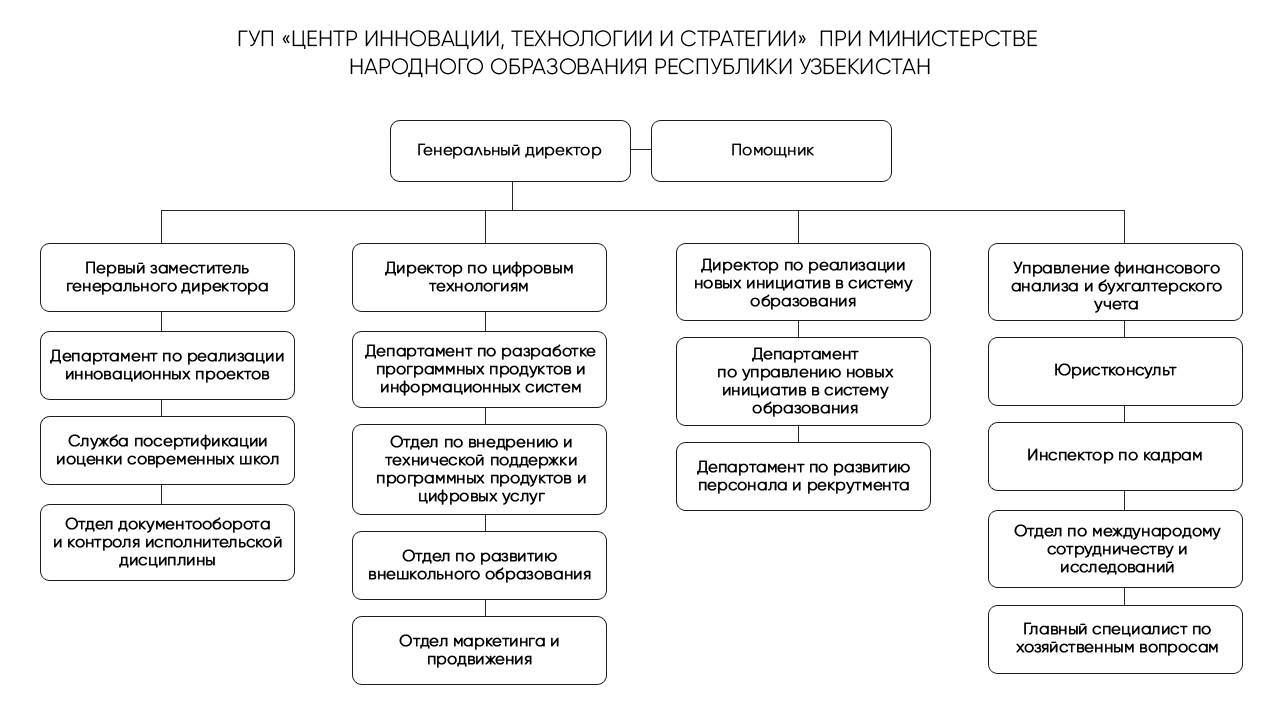 ГУП «ЦЕНТР ИННОВАЦИИ, ТЕХНОЛОГИИ И СТРАТЕГИИ» ПРИ МИНИСТЕРСТВЕ
НАРОДНОГО ОБРАЗОВАНИЯ РЕСПУБЛИКИ УЗБЕКИСТАН
Генеральный директор
Помощник
Первый заместитель
генерального директора
Департамент по реализации
инновационных проектов
Служба посертификации
иоценки современных школ
Отдел документооборота
и контроля исполнительской
дисциплины
Директор по цифровым
технологиям
Департамент по разработке
программных продуктов и
информационных систем
Отдел по внедрению и
технической поддержки
программных продуктов и
цифровых услуг
Отдел по развитию
внешкольного образования
Отдел маркетинга и
продвижения
Директор по реализации
новых инициатив в систему
образования
Департамент
по управлению новых
инициатив в систему
образования
Департамент по развитию
персонала и рекрутмента
Управление финансового
анализа и бухгалтерского
учета
Юристконсульт
Инспектор по кадрам
Отдел по международому
сотрудничеству и
исследований
Главный специалист по
хозяйственным вопросам